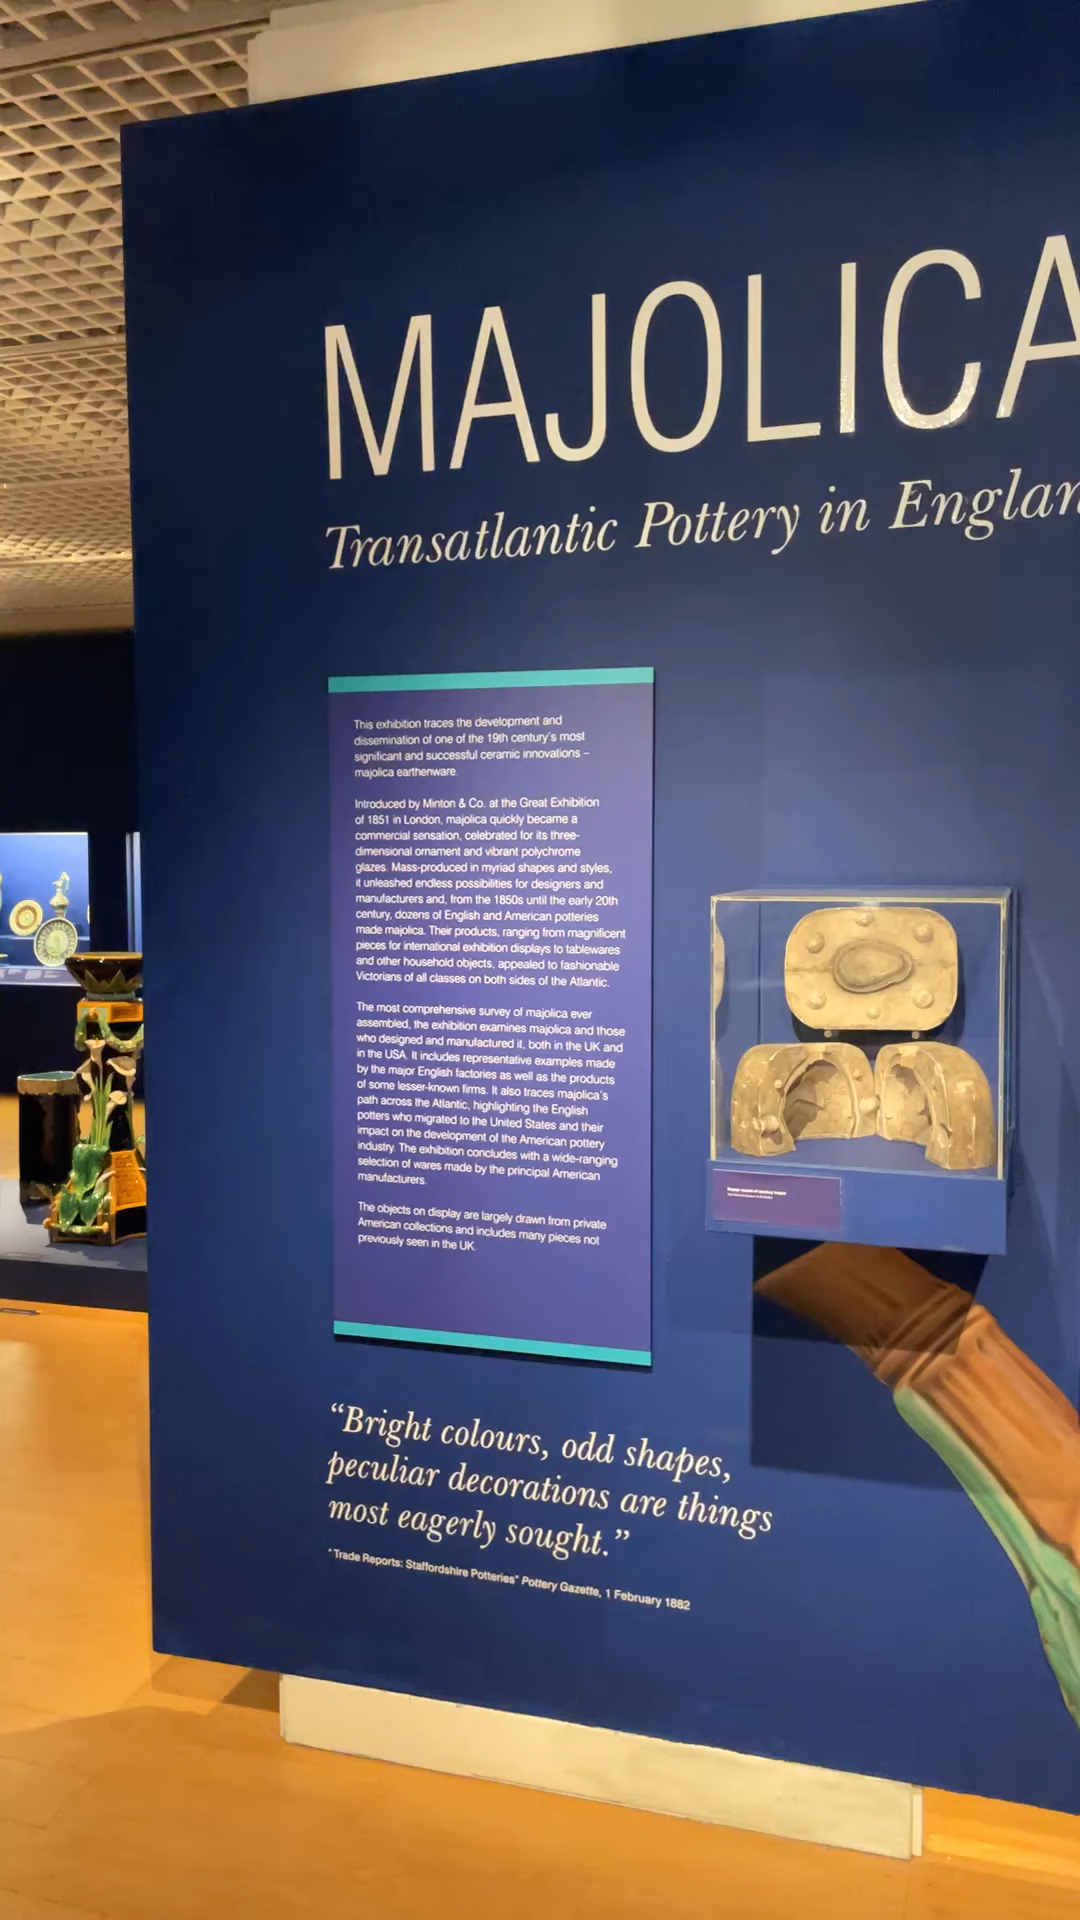 MAJOLICA
Transatlantic Pottery in Englan
This exhibition traces the development and
dissemination of one of the 19th century's most
significant and successful ceramic innovations –
majolica earthenware.
Introduced by Minton & Co. at the Great Exhibition
of 1851 in London, majolica quickly became a
commercial sensation, celebrated for its three-
dimensional ornament and vibrant polychrome
glazes. Mass-produced in myriad shapes and styles,
it unleashed endless possibilities for designers and
manufacturers and, from the 1850s until the early 20th
century, dozens of English and American potteries
made majolica. Their products, ranging from magnificent
pieces for international exhibition displays to tablewares
and other household objects, appealed to fashionable
Victorians of all classes on both sides of the Atlantic.
The most comprehensive survey of majolica ever
assembled, the exhibition examines majolica and those
who designed and manufactured it, both in the UK and
in the USA. It includes representative examples made
by the major English factories as well as the products
of some lesser-known firms. It also traces majolica's
path across the Atlantic, highlighting the English
potters who migrated to the United States and their
impact on the development of the American pottery
industry. The exhibition concludes with a wide-ranging
selection of wares made by the principal American
manufacturers.
The objects on display are largely drawn from private
American collections and includes many pieces not
previously seen in the UK.
“Bright colours, odd shapes,
peculiar decorations are things
most eagerly sought.”
“Trade Reports: Staffordshire Potteries” Pottery Gazette, 1 February 1882